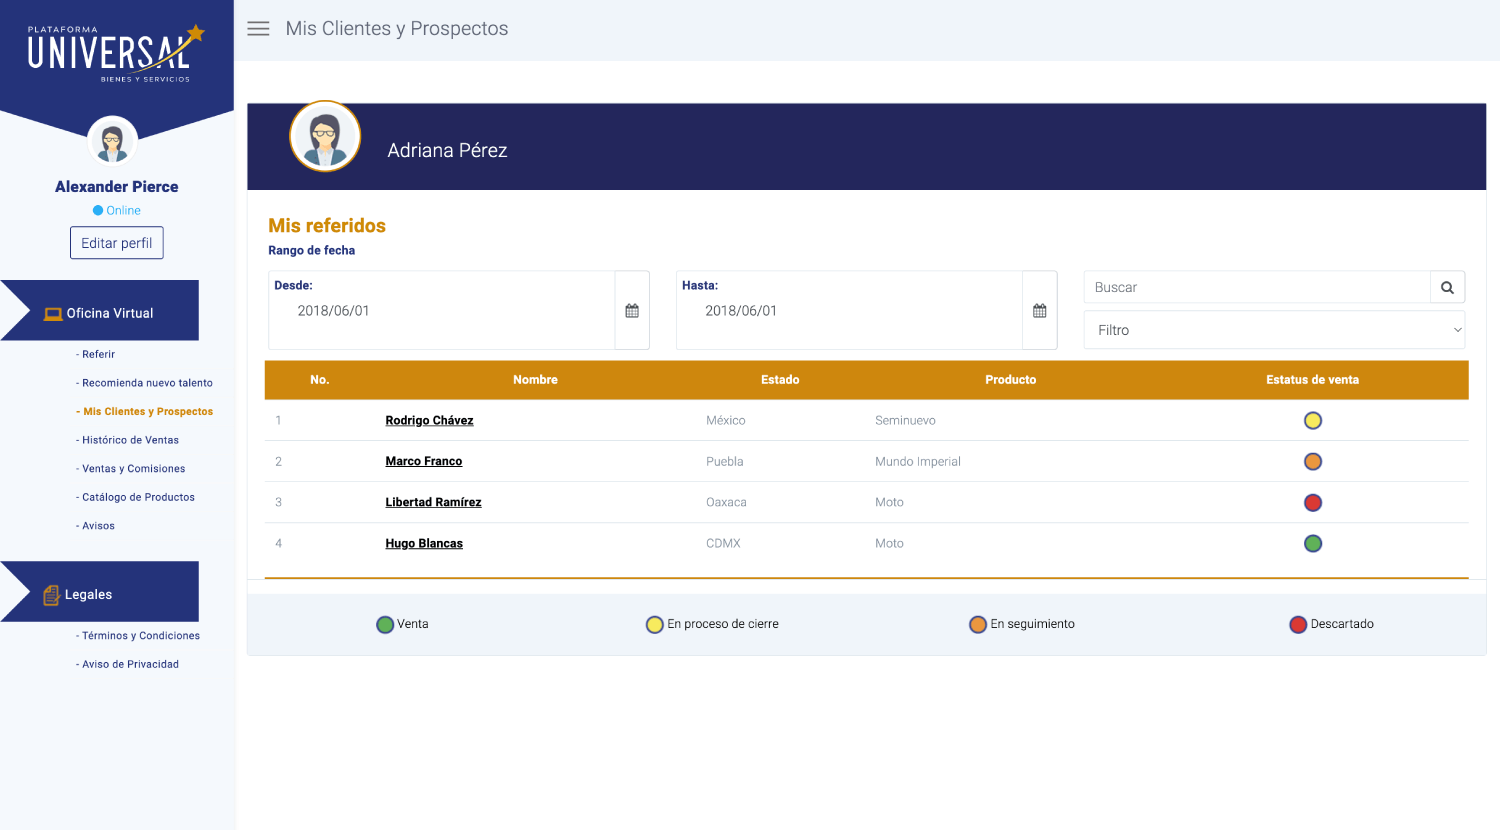 PLATAFORMA
UNIVERSAL
BIENES Y SERVICIOS
Alexander Pierce
Online
Editar perfil
Oficina Virtual
- Referir
- Recomienda nuevo talento
- Mis Clientes y Prospectos
- Histórico de Ventas
- Ventas y Comisiones
- Catálogo de Productos
- Avisos
Legales
- Términos y Condiciones
- Aviso de Privacidad
Mis Clientes y Prospectos
Adriana Pérez
Mis referidos
Rango de fecha
Desde:
2018/06/01
Hasta:
2018/06/01
Buscar
Filtro
No. Nombre Estado Producto Estatus de venta
1 Rodrigo Chávez México Seminuevo
2 Marco Franco Puebla Mundo Imperial
3 Libertad Ramírez Oaxaca Moto
4 Hugo Blancas CDMX Moto
Venta En proceso de cierre En seguimiento Descartado